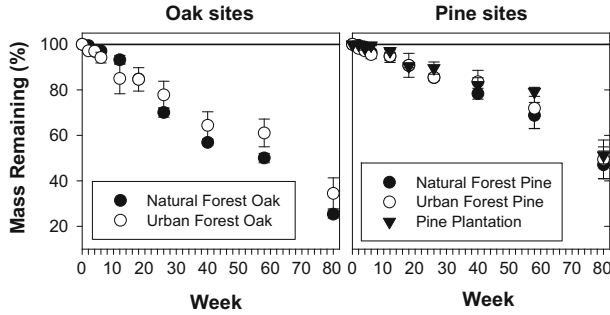 Oak sites
Pine sites
Mass Remaining (%)
100
80
60
40
20
Natural Forest Oak
Urban Forest Oak
Natural Forest Pine
Urban Forest Pine
Pine Plantation
0 10 20 30 40 50 60 70 80
0 10 20 30 40 50 60 70 80
Week
Week